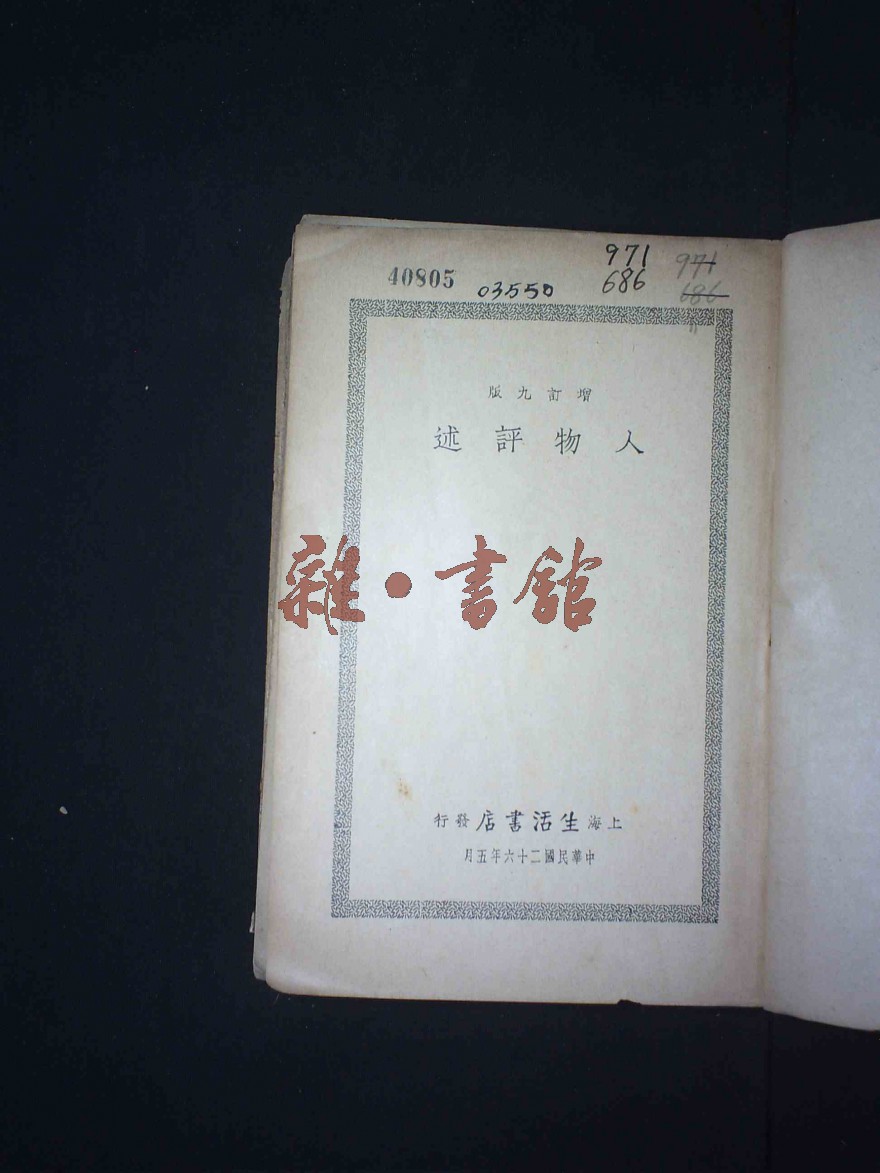 40805
03550
971
686
971
686
增訂九版
人物評述
雜·書館
上海生活書店發行
中華民國二十六年五月